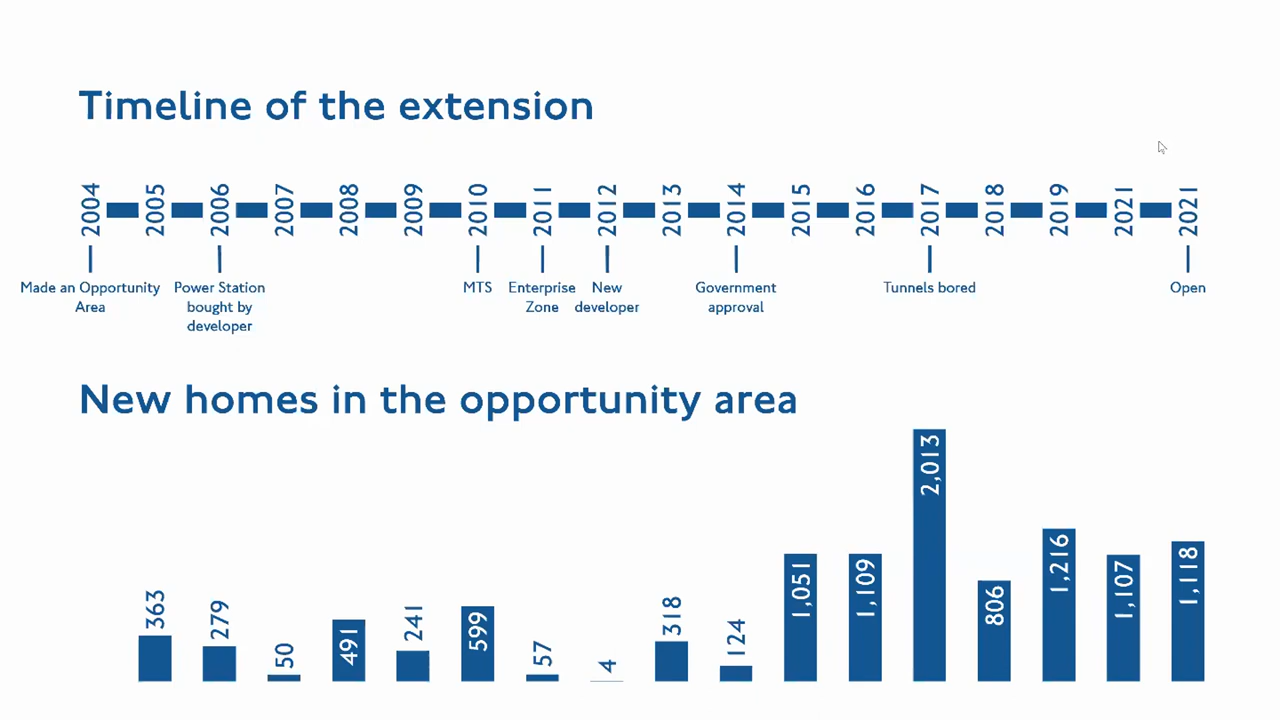 Timeline of the extension
2004 2005 2006 2007 2008 2009 2010 2011 2012 2013 2014 2015 2016 2017 2018 2019 2021 2021
Made an Opportunity
Area
Power Station
bought by
developer
MTS
Enterprise
Zone
New
developer
Government
approval
Tunnels bored
Open
New homes in the opportunity area
363 279 50 491 241 599 57 4 318 124 1,051 1,109 2,013 806 1,216 1,107 1,118